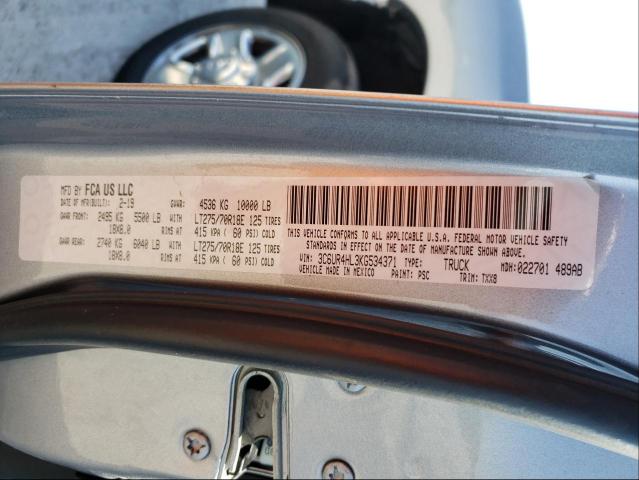 MFD BY FCA US LLC
DATE OF MFR(BUILT): 2-19 GVWR: 4536 KG 10000 LB
GAWR FRONT: 2495 KG 5500 LB WITH LT275/70R18E 125 TIRES
18X8.0 RIMS AT 415 KPA ( 60 PSI) COLD
GAWR REAR: 2740 KG 6040 LB WITH LT275/70R18E 125 TIRES
18X8.0 RIMS AT 415 KPA ( 60 PSI) COLD
THIS VEHICLE CONFORMS TO ALL APPLICABLE U.S.A. FEDERAL MOTOR VEHICLE SAFETY
STANDARDS IN EFFECT ON THE DATE OF MANUFACTURE SHOWN ABOVE.
VIN: 3C6UR4HL3KG534371 TYPE: TRUCK MDH: 022701 489AB
VEHICLE MADE IN MEXICO PAINT: PSC TRIM: TXX8